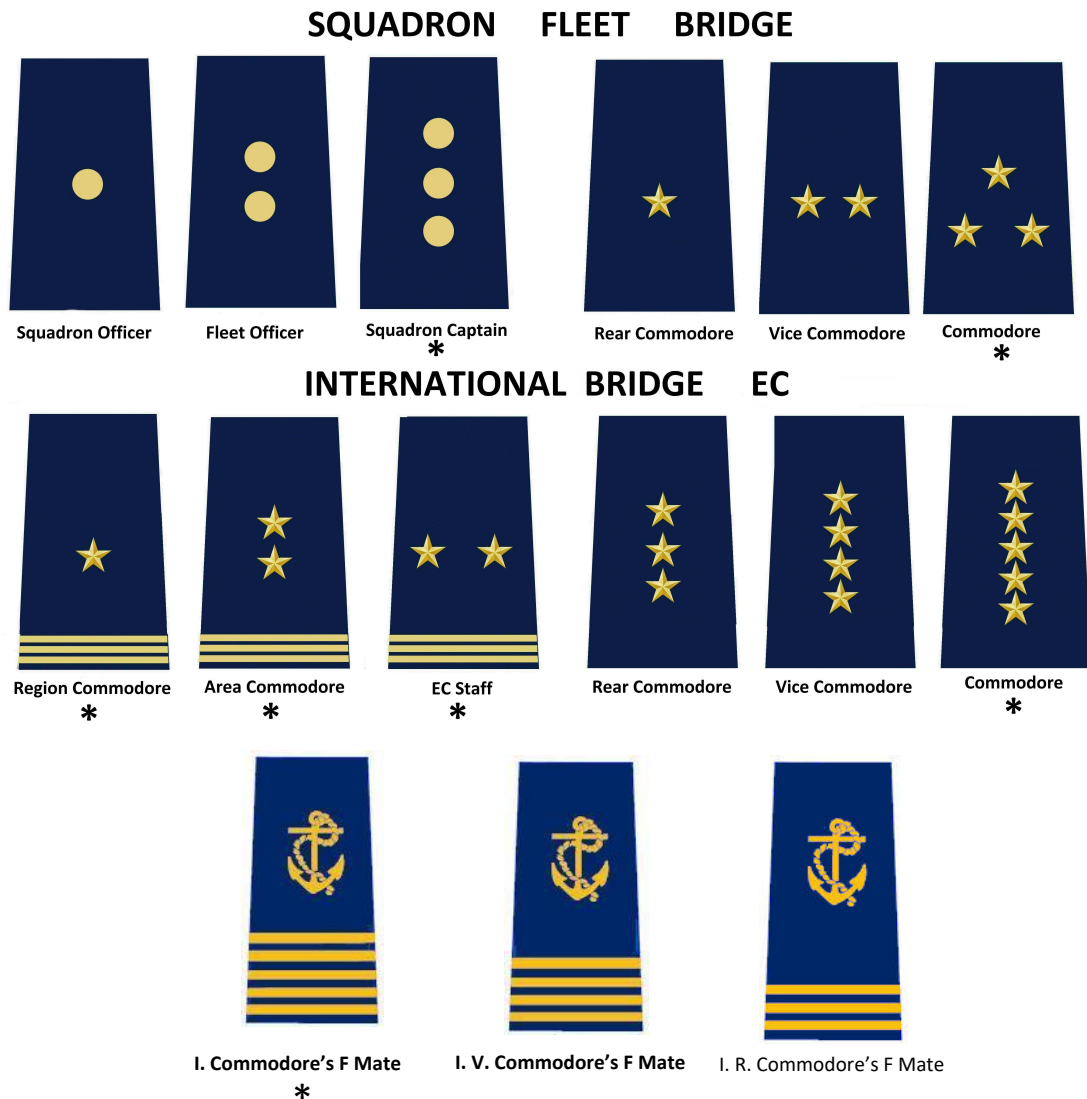 SQUADRON FLEET BRIDGE
Squadron Officer Fleet Officer Squadron Captain Rear Commodore Vice Commodore Commodore
* *
INTERNATIONAL BRIDGE EC
Region Commodore Area Commodore EC Staff Rear Commodore Vice Commodore Commodore
* * * *
I. Commodore's F Mate I. V. Commodore's F Mate I. R. Commodore's F Mate
*